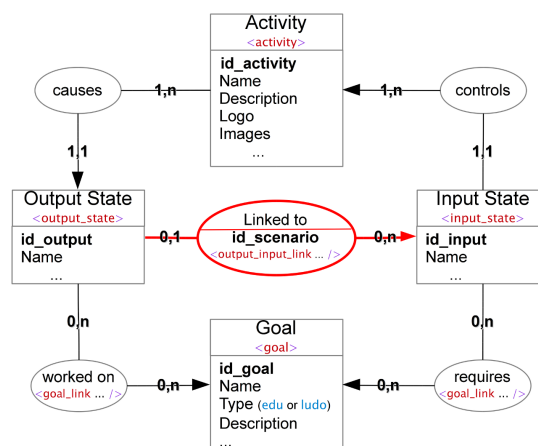 Activity
<activity>
id_activity
Name
Description
Logo
Images
...
causes
1,n
1,n
controls
1,1
1,1
Output State
<output_state>
id_output
Name
...
0,1
Linked to
id_scenario
<output_input_link ... />
0,n
Input State
<input_state>
id_input
Name
...
0,n
0,n
worked on
<goal_link ... />
0,n
Goal
<goal>
id_goal
Name
Type (edu or ludo)
Description
...
0,n
requires
<goal_link ... />